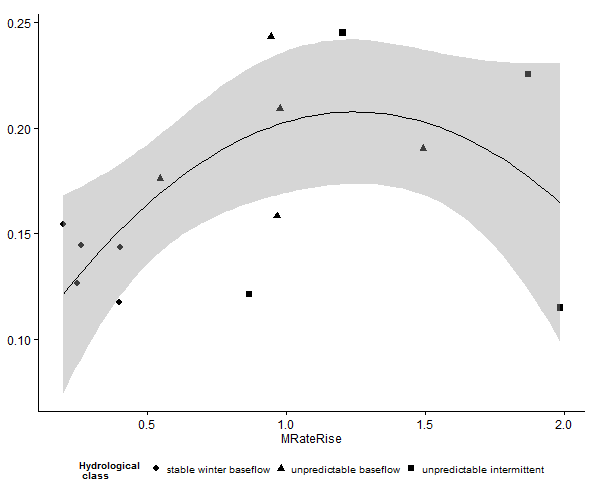 0.25
0.20
0.15
0.10
0.5 1.0 1.5 2.0
MRateRise
Hydrological
class
stable winter baseflow unpredictable baseflow unpredictable intermittent